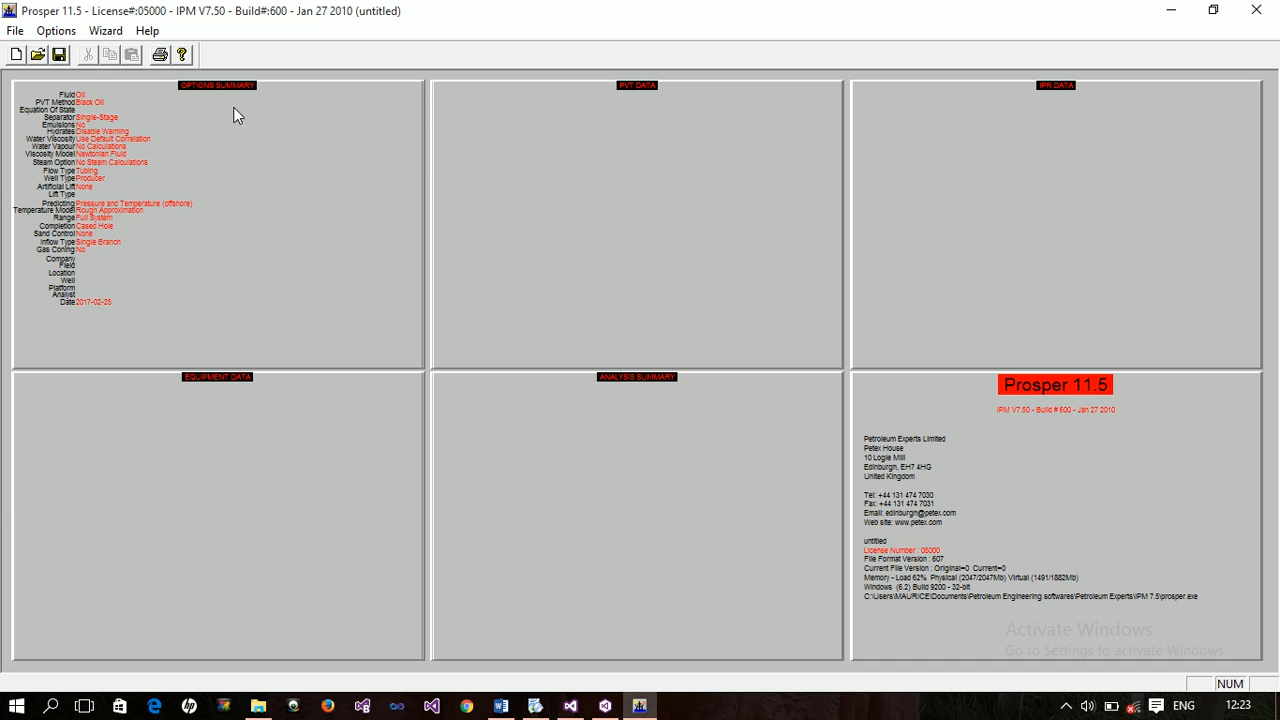 Prosper 11.5 - License#:05000 - IPM V7.50 - Build#:600 - Jan 27 2010 (untitled)
File Options Wizard Help
OPTIONS SUMMARY
Fluid Oil
PVT Method Black Oil
Equation Of State
Separator Single-Stage
Emulsions No
Hydrates Disable Warning
Water Viscosity Use Default Correlation
Water Vapour No Calculations
Viscosity Model Newtonian Fluid
Steam Option No Steam Calculations
Flow Type Tubing
Well Type Producer
Artificial Lift None
Lift Type
Predicting Pressure and Temperature (offshore)
Temperature Model Rough Approximation
Range Full System
Completion Cased Hole
Sand Control None
Inflow Type Single Branch
Gas Coning No
Company
Field
Location
Well
Platform
Analyst
Date 2017-02-25
PVT DATA
IPR DATA
EQUIPMENT DATA
ANALYSIS SUMMARY
Prosper 11.5
IPM V7.50 - Build # 600 - Jan 27 2010
Petroleum Experts Limited
Petex House
10 Logie Mill
Edinburgh, EH7 4HG
United Kingdom
Tel: +44 131 474 7030
Fax: +44 131 474 7031
Email: edinburgh@petex.com
Web site: www.petex.com
untitled
License Number : 05000
File Format Version : 607
Current File Version : Original=0 Current=0
Memory - Load 62% Physical (2047/2047Mb) Virtual (1491/1882Mb)
Windows (6.2) Build 9200 - 32-bit
C:\Users\MAURICE\Documents\Petroleum Engineering softwares\Petroleum Experts\IPM 7.5\prosper.exe
Activate Windows
Go to Settings to activate Windows.
NUM
ENG
12:23